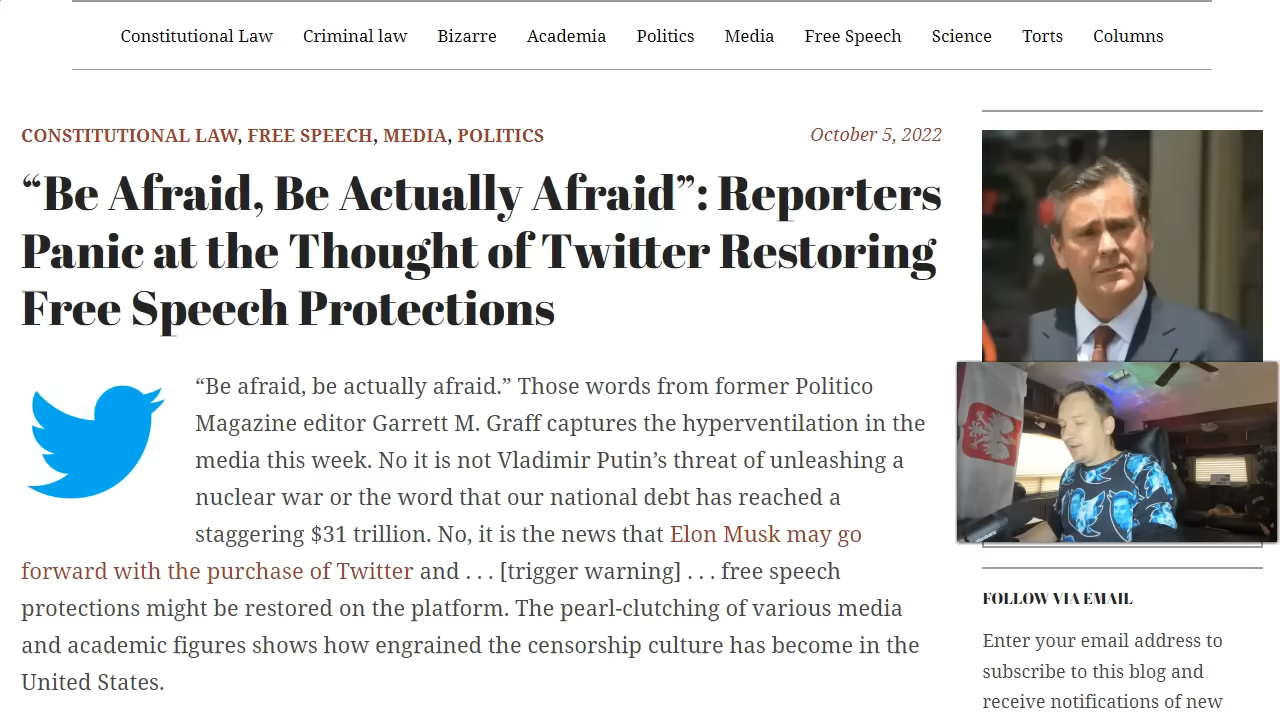 Constitutional Law Criminal law Bizarre Academia Politics Media Free Speech Science Torts Columns
CONSTITUTIONAL LAW, FREE SPEECH, MEDIA, POLITICS
October 5, 2022
“Be Afraid, Be Actually Afraid”: Reporters
Panic at the Thought of Twitter Restoring
Free Speech Protections
“Be afraid, be actually afraid.” Those words from former Politico
Magazine editor Garrett M. Graff captures the hyperventilation in the
media this week. No it is not Vladimir Putin’s threat of unleashing a
nuclear war or the word that our national debt has reached a
staggering $31 trillion. No, it is the news that Elon Musk may go
forward with the purchase of Twitter and . . . [trigger warning] . . . free speech
protections might be restored on the platform. The pearl-clutching of various media
and academic figures shows how engrained the censorship culture has become in the
United States.
FOLLOW VIA EMAIL
Enter your email address to
subscribe to this blog and
receive notifications of new